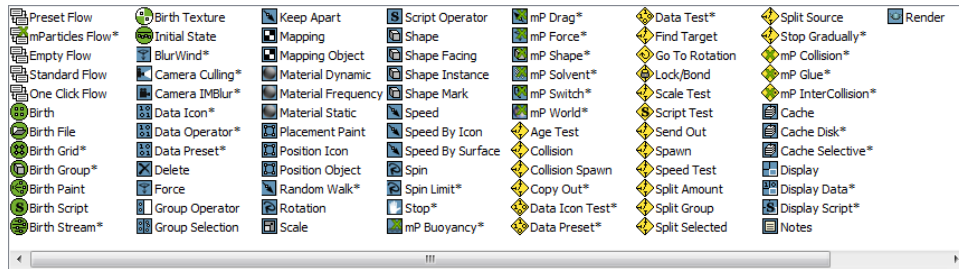 Preset Flow
mParticles Flow*
Empty Flow
Standard Flow
One Click Flow
Birth
Birth File
Birth Grid*
Birth Group*
Birth Paint
Birth Script
Birth Stream*
Birth Texture
Initial State
BlurWind*
Camera Culling*
Camera IMBlur*
Data Icon*
Data Operator*
Data Preset*
Delete
Force
Group Operator
Group Selection
Keep Apart
Mapping
Mapping Object
Material Dynamic
Material Frequency
Material Static
Placement Paint
Position Icon
Position Object
Random Walk*
Rotation
Scale
Script Operator
Shape
Shape Facing
Shape Instance
Shape Mark
Speed
Speed By Icon
Speed By Surface
Spin
Spin Limit*
Stop*
mP Buoyancy*
mP Drag*
mP Force*
mP Shape*
mP Solvent*
mP Switch*
mP World*
Age Test
Collision
Collision Spawn
Copy Out*
Data Icon Test*
Data Preset*
Data Test*
Find Target
Go To Rotation
Lock/Bond
Scale Test
Script Test
Send Out
Spawn
Speed Test
Split Amount
Split Group
Split Selected
Split Source
Stop Gradually*
mP Collision*
mP Glue*
mP InterCollision*
Cache
Cache Disk*
Cache Selective*
Display
Display Data*
Display Script*
Notes
Render